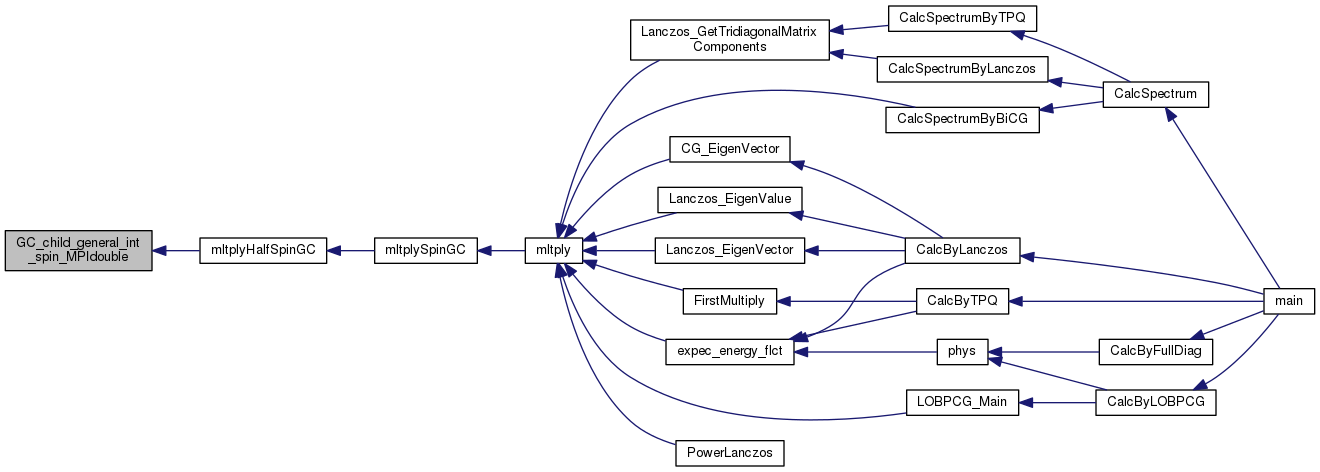 GC_child_general_int
_spin_MPIdouble
mltplyHalfSpinGC
mltplySpinGC
mltply
Lanczos_GetTridiagonalMatrix
Components
CalcSpectrumByTPQ
CalcSpectrumByLanczos
CalcSpectrum
CalcSpectrumByBiCG
CG_EigenVector
Lanczos_EigenValue
Lanczos_EigenVector
CalcByLanczos
FirstMultiply
CalcByTPQ
main
expec_energy_flct
phys
CalcByFullDiag
LOBPCG_Main
CalcByLOBPCG
PowerLanczos